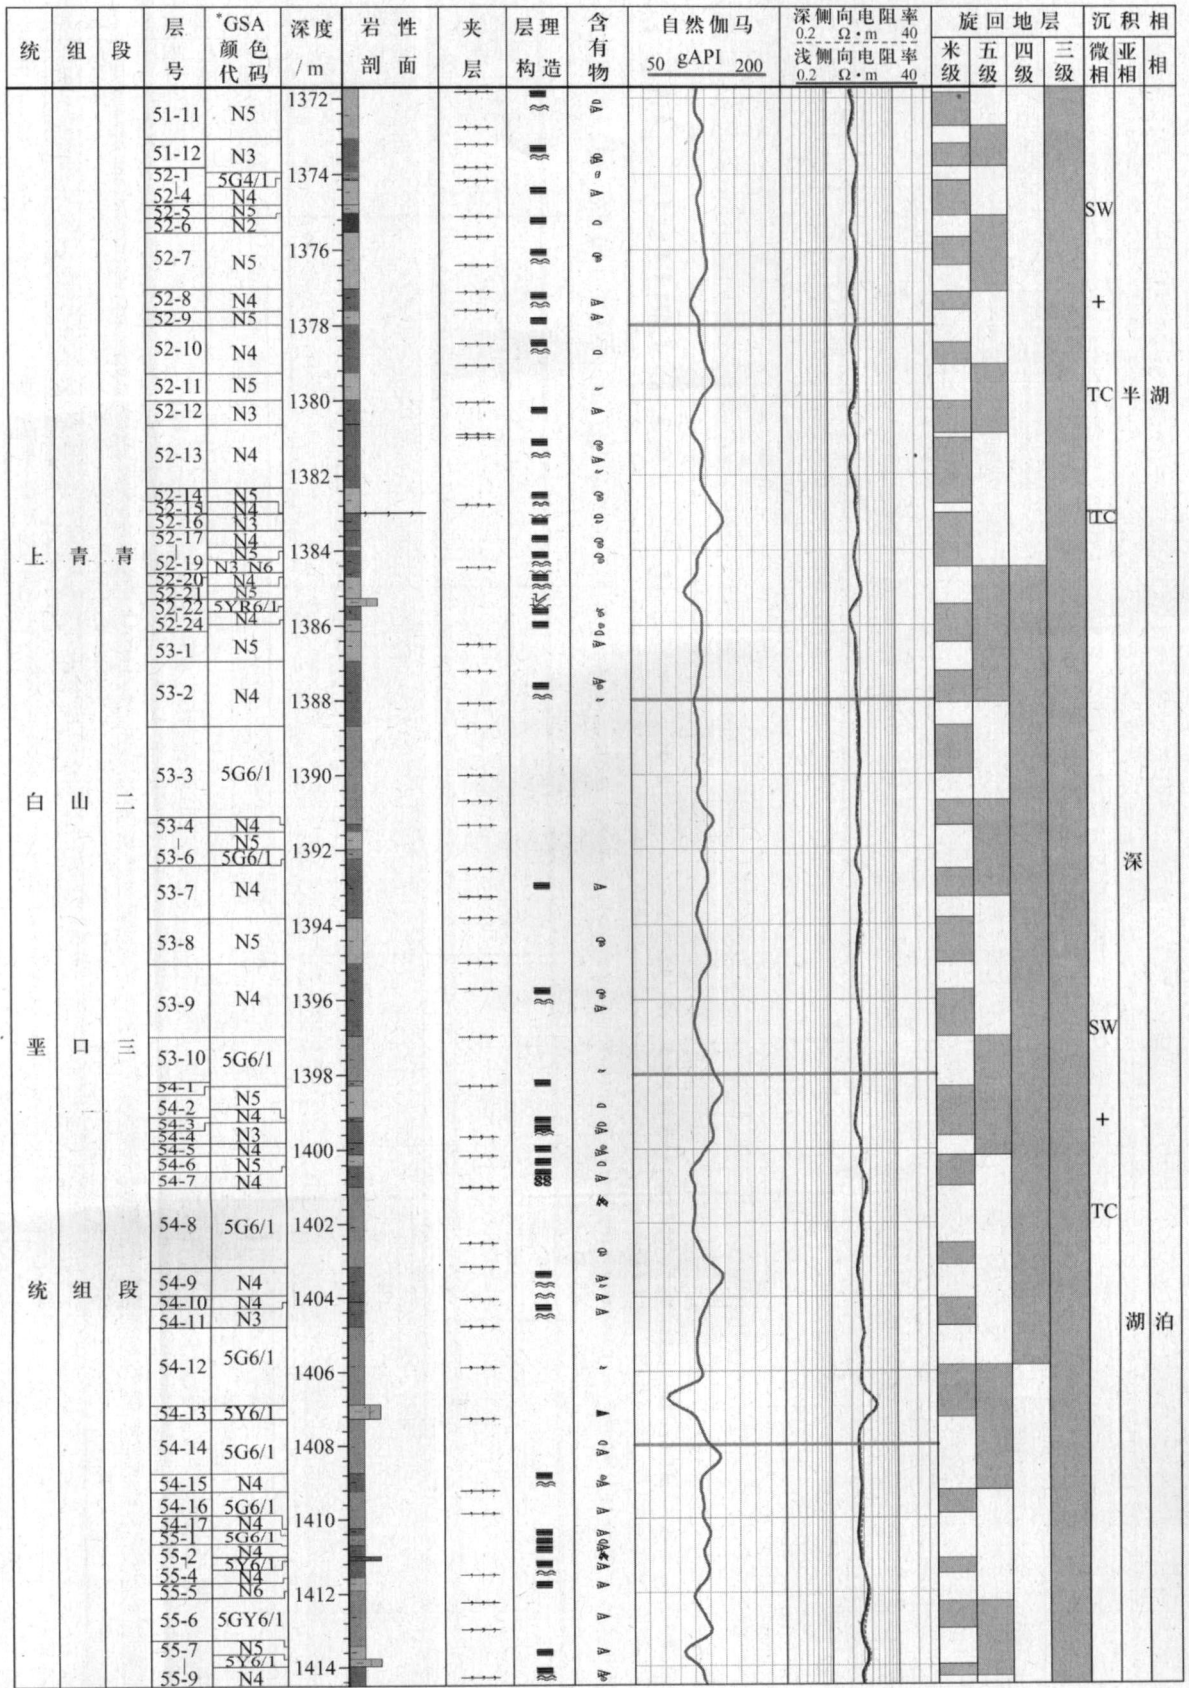 统 组 段 层号 *GSA颜色代码 深度/m 岩性剖面 夹层 层理构造 含有物 自然伽马 gAPI 50 200 深侧向电阻率 0.2 Ω·m 40 浅侧向电阻率 0.2 Ω·m 40 旋回地层 米级 五级 四级 三级 沉积相 微相 亚相 相
上白垩统
青山口组
青二三段
51-11 N5
51-12 N3
52-1 5G4/1
52-4 N4
52-5 N5
52-6 N2
52-7 N5
52-8 N4
52-9 N5
52-10 N4
52-11 N5
52-12 N3
52-13 N4
52-14 N5
52-15 N4
52-16 N3
52-17 N4
N5
52-19 N3 N6
52-20 N4
52-21 N5
52-22 5YR6/1
52-24 N4
53-1 N5
53-2 N4
53-3 5G6/1
53-4 N4
N5
53-6 5G6/1
53-7 N4
53-8 N5
53-9 N4
53-10 5G6/1
54-1
54-2 N5
54-3 N4
54-4 N3
54-5 N4
54-6 N5
54-7 N4
54-8 5G6/1
54-9 N4
54-10 N4
54-11 N3
54-12 5G6/1
54-13 5Y6/1
54-14 5G6/1
54-15 N4
54-16 5G6/1
54-17 N4
55-1 5G6/1
55-2 N4
5Y6/1
55-4 N4
55-5 N6
55-6 5GY6/1
55-7 N5
5Y6/1
55-9 N4
1372
1374
1376
1378
1380
1382
1384
1386
1388
1390
1392
1394
1396
1398
1400
1402
1404
1406
1408
1410
1412
1414
SW
+
TC
TC
SW
+
TC
半深湖
湖泊